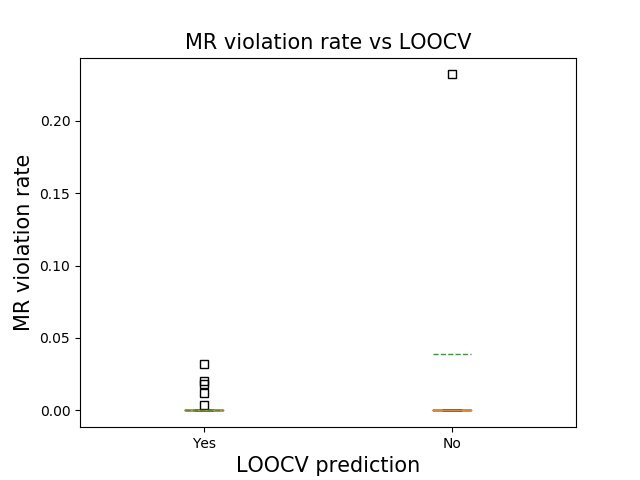 MR violation rate vs LOOCV
MR violation rate
0.20
0.15
0.10
0.05
0.00
Yes
No
LOOCV prediction